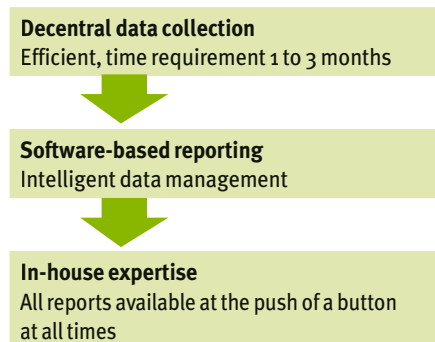 Decentral data collection
Efficient, time requirement 1 to 3 months
Software-based reporting
Intelligent data management
In-house expertise
All reports available at the push of a button
at all times